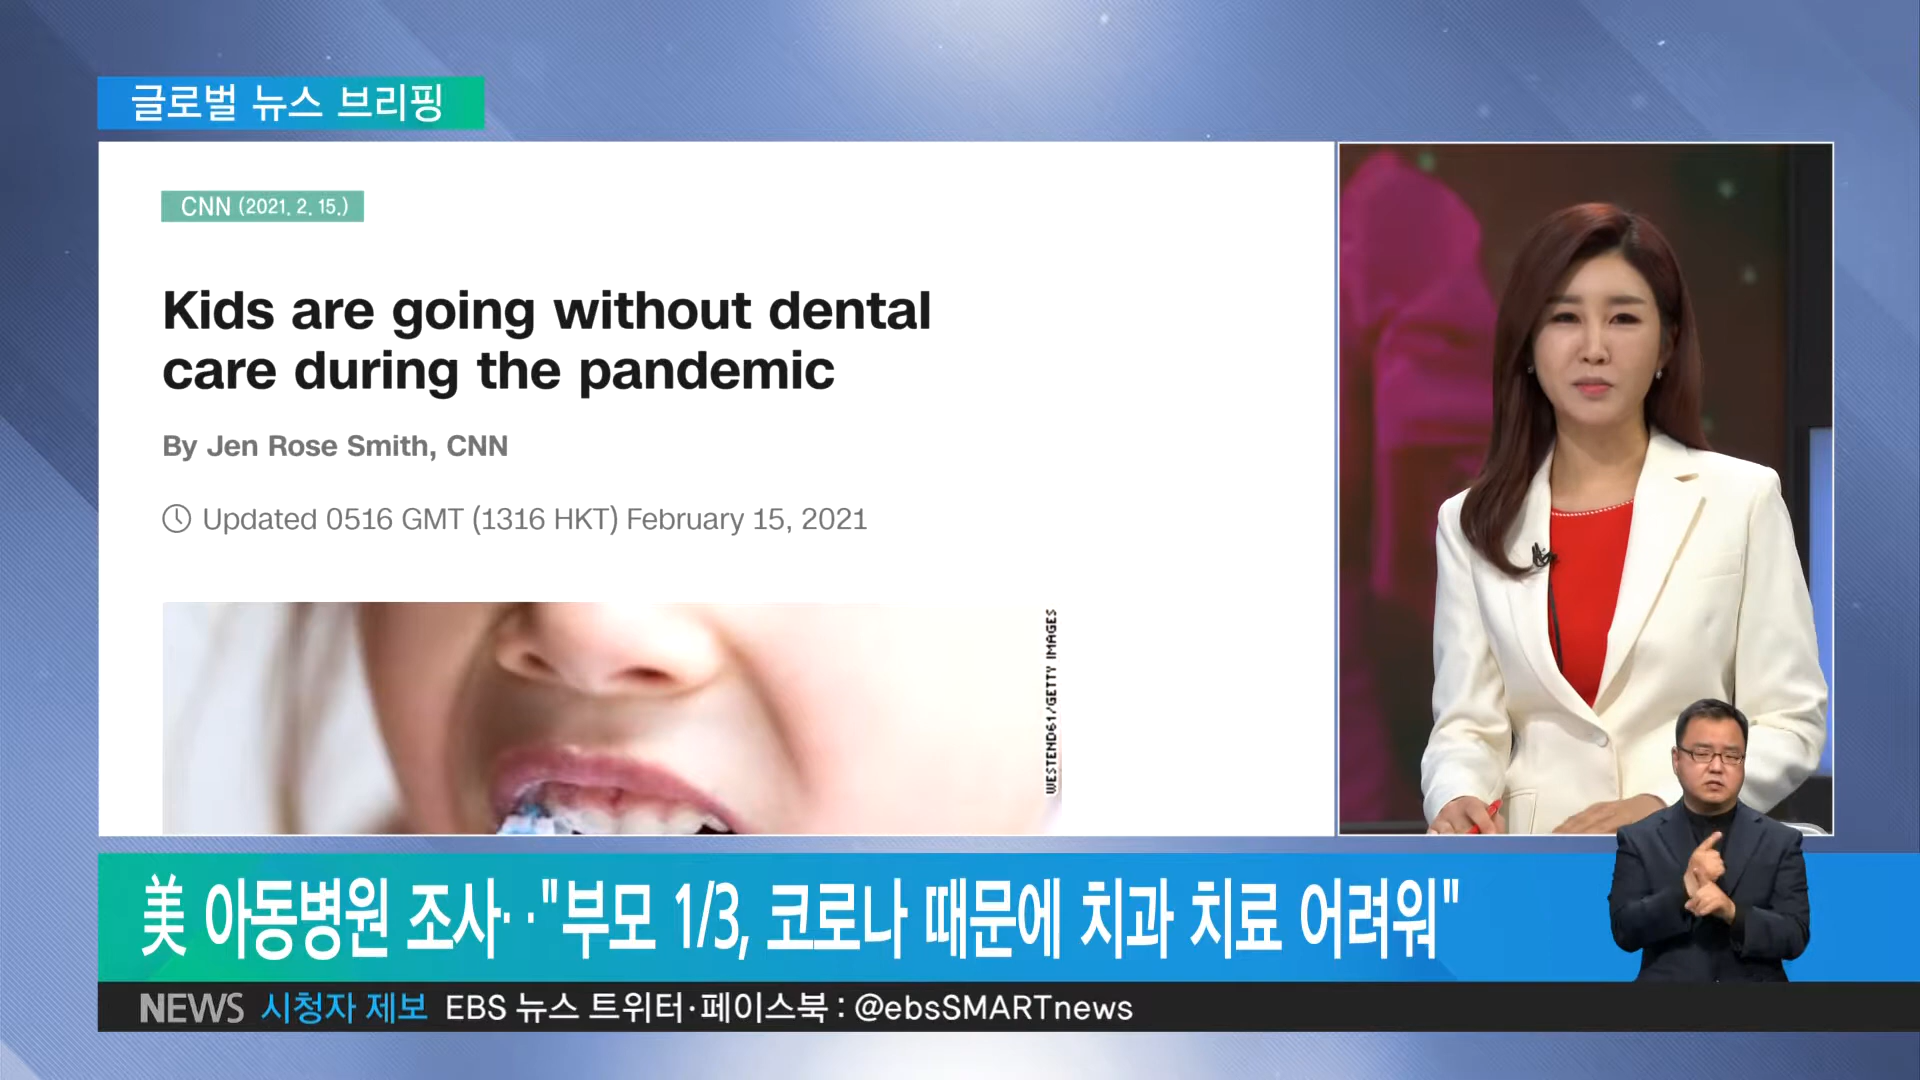 글로벌 뉴스 브리핑
CNN (2021. 2. 15.)
Kids are going without dental
care during the pandemic
By Jen Rose Smith, CNN
Updated 0516 GMT (1316 HKT) February 15, 2021
WESTEND61/GETTY IMAGES
美 아동병원 조사‥"부모 1/3, 코로나 때문에 치과 치료 어려워"
NEWS 시청자 제보 EBS 뉴스 트위터·페이스북 : @ebsSMARTnews